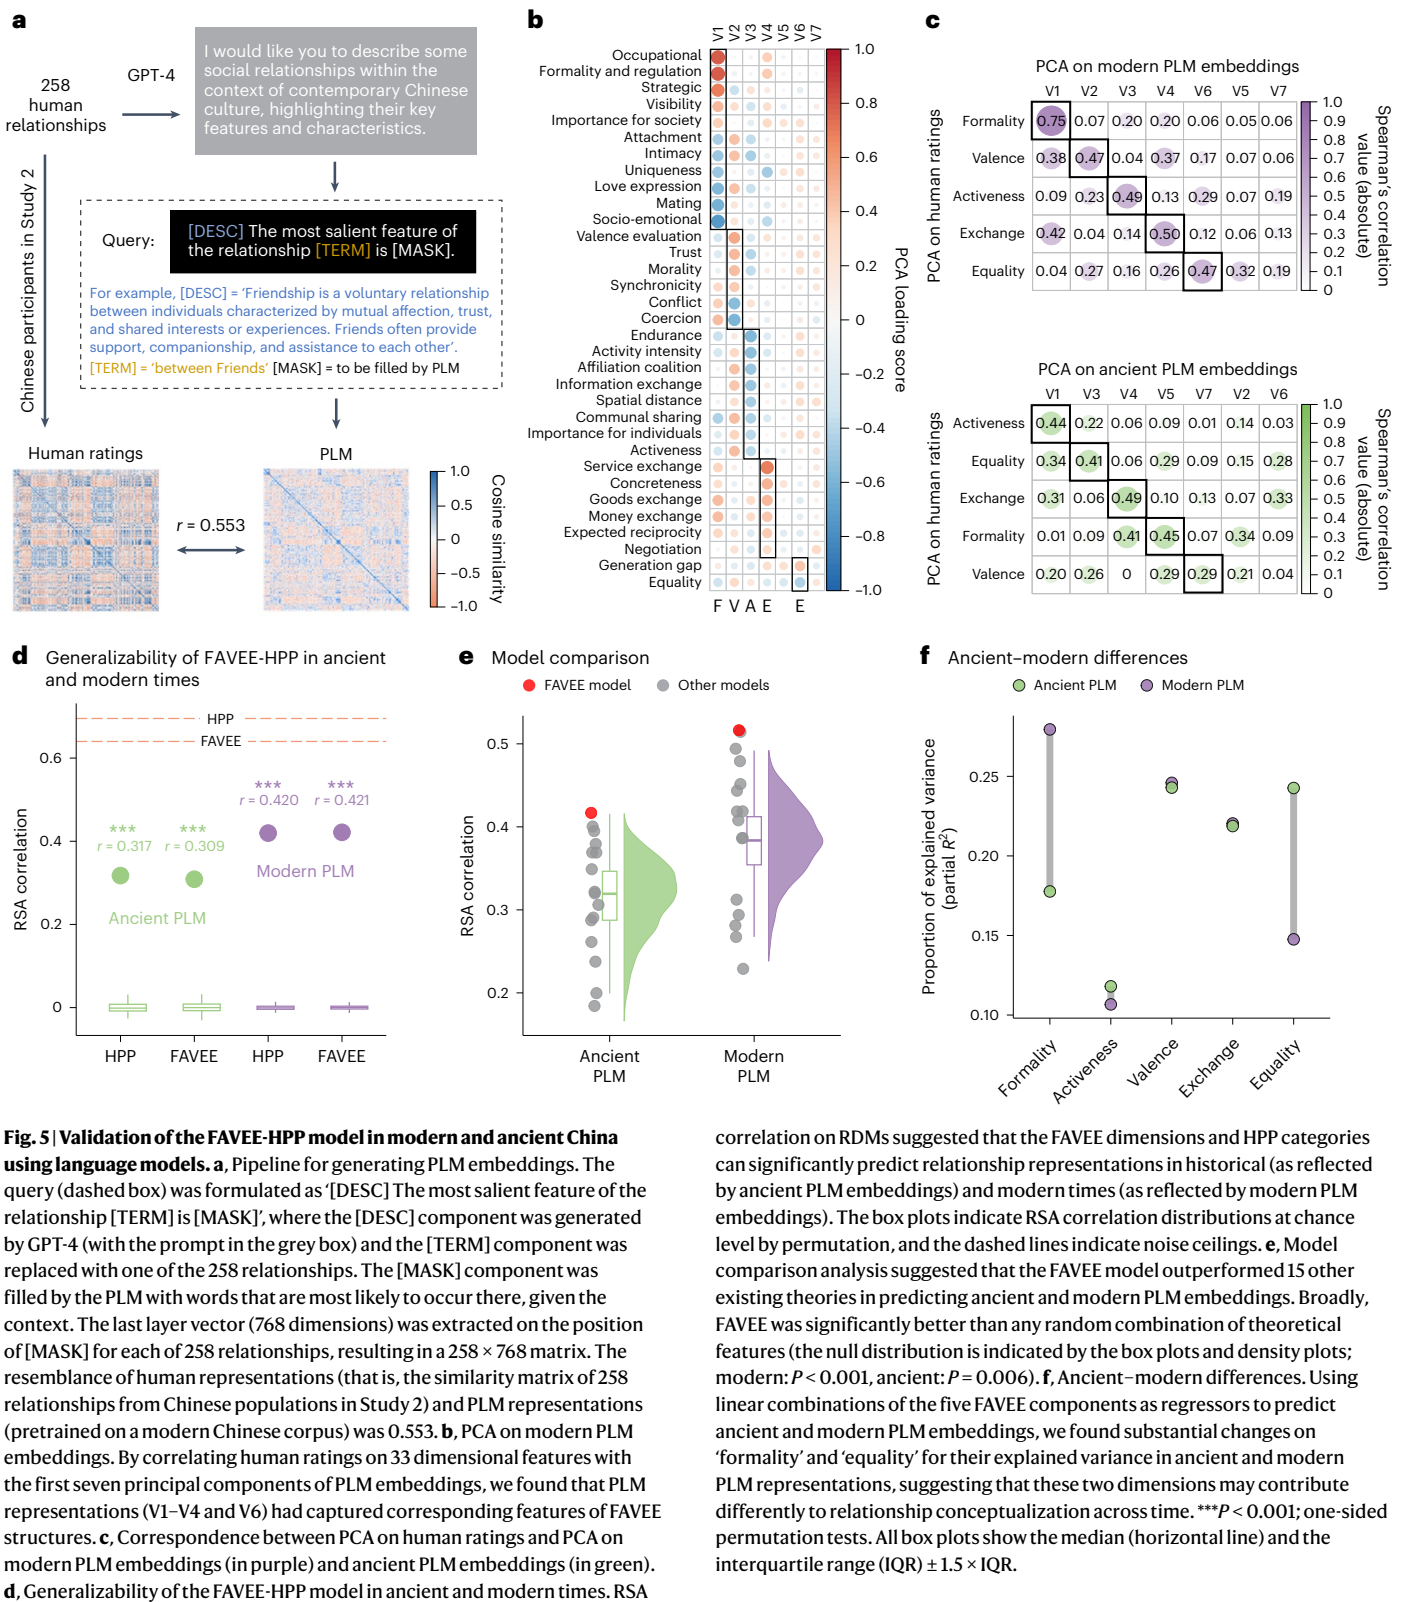 a
258
human
relationships
GPT-4
I would like you to describe some
social relationships within the
context of contemporary Chinese
culture, highlighting their key
features and characteristics.
Chinese participants in Study 2
Query:
[DESC] The most salient feature of
the relationship [TERM] is [MASK].
For example, [DESC] = ‘Friendship is a voluntary relationship
between individuals characterized by mutual affection, trust,
and shared interests or experiences. Friends often provide
support, companionship, and assistance to each other’.
[TERM] = ‘between Friends’ [MASK] = to be filled by PLM
Human ratings
PLM
r = 0.553
1.0
0.5
0
−0.5
−1.0
Cosine similarity
b
V1 V2 V3 V4 V5 V6 V7
Occupational
Formality and regulation
Strategic
Visibility
Importance for society
Attachment
Intimacy
Uniqueness
Love expression
Mating
Socio-emotional
Valence evaluation
Trust
Morality
Synchronicity
Conflict
Coercion
Endurance
Activity intensity
Affiliation coalition
Information exchange
Spatial distance
Communal sharing
Importance for individuals
Activeness
Service exchange
Concreteness
Goods exchange
Money exchange
Expected reciprocity
Negotiation
Generation gap
Equality
F V A E E
1.0
0.8
0.6
0.4
0.2
0
−0.2
−0.4
−0.6
−0.8
−1.0
PCA loading score
c
PCA on modern PLM embeddings
V1 V2 V3 V4 V6 V5 V7
PCA on human ratings
Formality 0.75 0.07 0.20 0.20 0.06 0.05 0.06
Valence 0.38 0.47 0.04 0.37 0.17 0.07 0.06
Activeness 0.09 0.23 0.49 0.13 0.29 0.07 0.19
Exchange 0.42 0.04 0.14 0.50 0.12 0.06 0.13
Equality 0.04 0.27 0.16 0.26 0.47 0.32 0.19
1.0
0.9
0.8
0.7
0.6
0.5
0.4
0.3
0.2
0.1
0
Spearman’s correlation
value (absolute)
PCA on ancient PLM embeddings
V1 V3 V4 V5 V7 V2 V6
PCA on human ratings
Activeness 0.44 0.22 0.06 0.09 0.01 0.14 0.03
Equality 0.34 0.41 0.06 0.29 0.09 0.15 0.28
Exchange 0.31 0.06 0.49 0.10 0.13 0.07 0.33
Formality 0.01 0.09 0.41 0.45 0.07 0.34 0.09
Valence 0.20 0.26 0 0.29 0.29 0.21 0.04
1.0
0.9
0.8
0.7
0.6
0.5
0.4
0.3
0.2
0.1
0
Spearman’s correlation
value (absolute)
d Generalizability of FAVEE-HPP in ancient
and modern times
RSA correlation
0.6
0.4
0.2
0
HPP
FAVEE
*** *** *** ***
r = 0.317 r = 0.309 r = 0.420 r = 0.421
Ancient PLM
Modern PLM
HPP FAVEE HPP FAVEE
e Model comparison
FAVEE model Other models
RSA correlation
0.5
0.4
0.3
0.2
Ancient
PLM
Modern
PLM
f Ancient–modern differences
Ancient PLM Modern PLM
Proportion of explained variance
(partial R²)
0.25
0.20
0.15
0.10
Formality
Activeness
Valence
Exchange
Equality
Fig. 5 | Validation of the FAVEE-HPP model in modern and ancient China
using language models. a, Pipeline for generating PLM embeddings. The
query (dashed box) was formulated as ‘[DESC] The most salient feature of the
relationship [TERM] is [MASK]’, where the [DESC] component was generated
by GPT-4 (with the prompt in the grey box) and the [TERM] component was
replaced with one of the 258 relationships. The [MASK] component was
filled by the PLM with words that are most likely to occur there, given the
context. The last layer vector (768 dimensions) was extracted on the position
of [MASK] for each of 258 relationships, resulting in a 258 × 768 matrix. The
resemblance of human representations (that is, the similarity matrix of 258
relationships from Chinese populations in Study 2) and PLM representations
(pretrained on a modern Chinese corpus) was 0.553. b, PCA on modern PLM
embeddings. By correlating human ratings on 33 dimensional features with
the first seven principal components of PLM embeddings, we found that PLM
representations (V1–V4 and V6) had captured corresponding features of FAVEE
structures. c, Correspondence between PCA on human ratings and PCA on
modern PLM embeddings (in purple) and ancient PLM embeddings (in green).
d, Generalizability of the FAVEE-HPP model in ancient and modern times. RSA
correlation on RDMs suggested that the FAVEE dimensions and HPP categories
can significantly predict relationship representations in historical (as reflected
by ancient PLM embeddings) and modern times (as reflected by modern PLM
embeddings). The box plots indicate RSA correlation distributions at chance
level by permutation, and the dashed lines indicate noise ceilings. e, Model
comparison analysis suggested that the FAVEE model outperformed 15 other
existing theories in predicting ancient and modern PLM embeddings. Broadly,
FAVEE was significantly better than any random combination of theoretical
features (the null distribution is indicated by the box plots and density plots;
modern: P < 0.001, ancient: P = 0.006). f, Ancient–modern differences. Using
linear combinations of the five FAVEE components as regressors to predict
ancient and modern PLM embeddings, we found substantial changes on
‘formality’ and ‘equality’ for their explained variance in ancient and modern
PLM representations, suggesting that these two dimensions may contribute
differently to relationship conceptualization across time. ***P < 0.001; one-sided
permutation tests. All box plots show the median (horizontal line) and the
interquartile range (IQR) ± 1.5 × IQR.